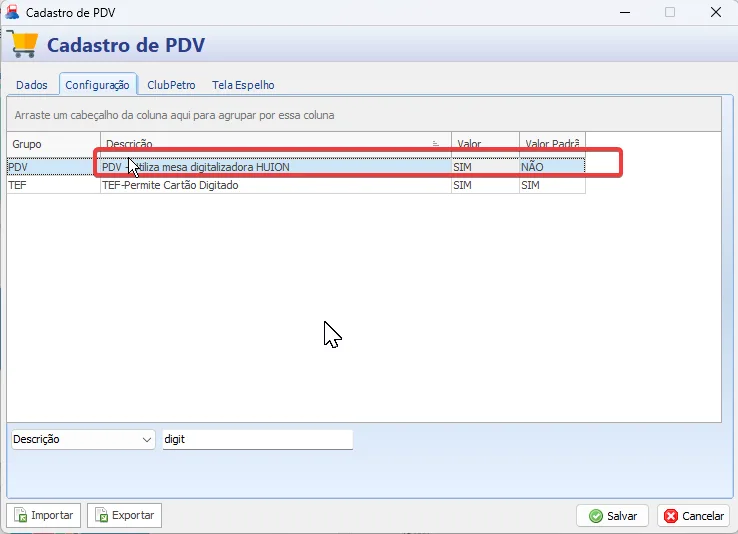 Cadastro de PDV
Cadastro de PDV
Dados Configuração ClubPetro Tela Espelho
Arraste um cabeçalho da coluna aqui para agrupar por essa coluna
Grupo Descrição Valor Valor Padrã
PDV PDV - Utiliza mesa digitalizadora HUION SIM NÃO
TEF TEF-Permite Cartão Digitado SIM SIM
Descrição digit
Importar Exportar Salvar Cancelar